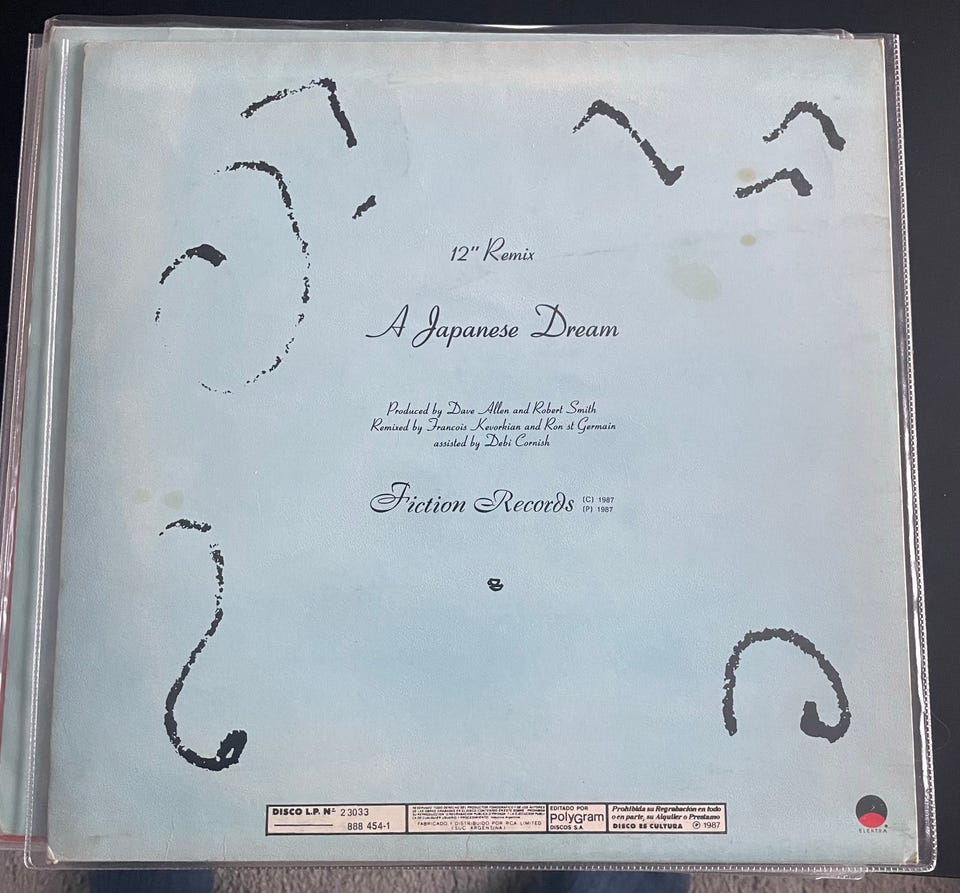 12" Remix
A Japanese Dream
Produced by Dave Allen and Robert Smith
Remixed by Francois Kevorkian and Ron st Germain
assisted by Debi Cornish
Fiction Records (C) 1987
(P) 1987
DISCO L.P. Nº 23033
888 454-1
FABRICADO Y DISTRIBUIDO POR RCA LIMITED
(SUC ARGENTINA)
EDITADO POR
polyGram
DISCOS S.A.
Prohibida su Regrabación en todo
o en parte, su Alquiler o Prestamo
DISCO ES CULTURA ℗ 1987
ELEKTRA